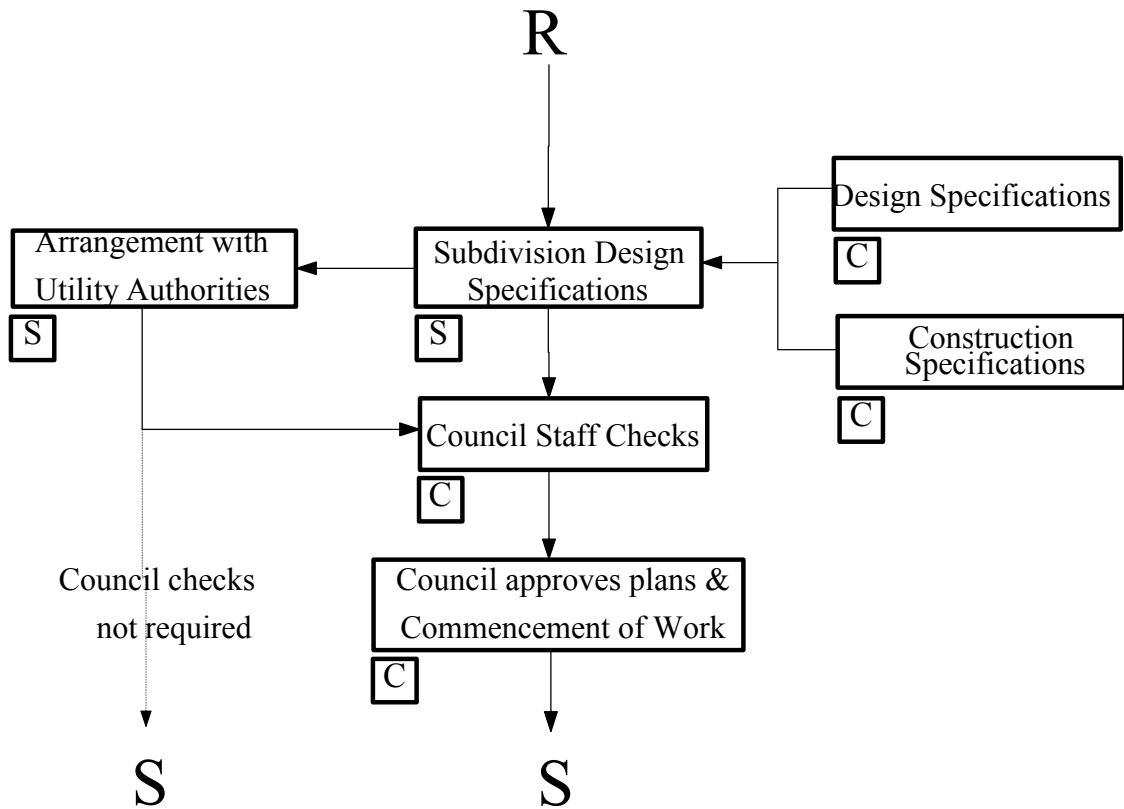 R
Design Specifications
C
Arrangement with
Utility Authorities
S
Subdivision Design
Specifications
S
Construction
Specifications
C
Council Staff Checks
C
Council checks
not required
Council approves plans &
Commencement of Work
C
S
S